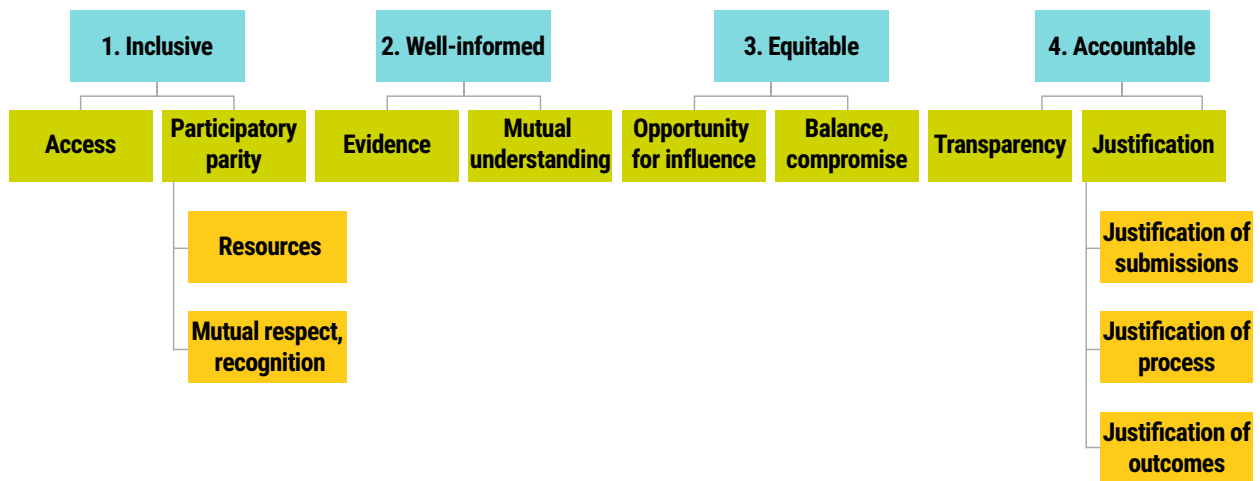 1. Inclusive
2. Well-informed
3. Equitable
4. Accountable
Access
Participatory
parity
Evidence
Mutual
understanding
Opportunity
for influence
Balance,
compromise
Transparency
Justification
Resources
Mutual respect,
recognition
Justification of
submissions
Justification of
process
Justification of
outcomes